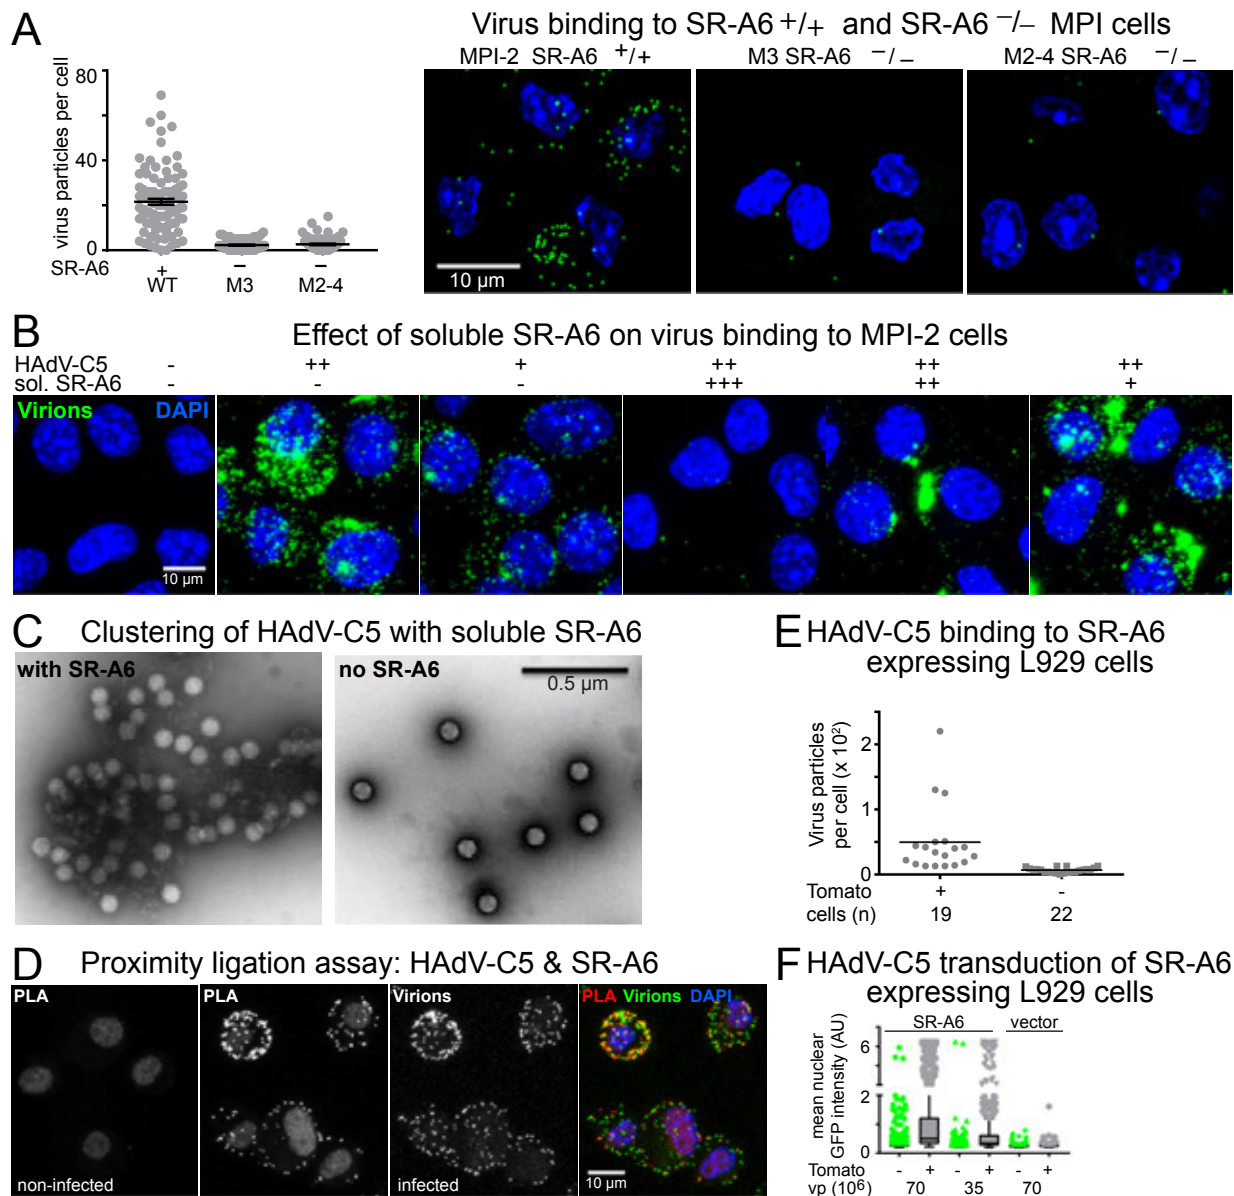 A
Virus binding to SR-A6 +/+ and SR-A6 −/− MPI cells
MPI-2 SR-A6 +/+
M3 SR-A6 −/−
M2-4 SR-A6 −/−
virus particles per cell
80
40
0
SR-A6 + − −
WT M3 M2-4
10 µm
B
Effect of soluble SR-A6 on virus binding to MPI-2 cells
HAdV-C5 - ++ + ++ ++ ++
sol. SR-A6 - - - +++ ++ +
Virions DAPI
10 µm
C Clustering of HAdV-C5 with soluble SR-A6
with SR-A6
no SR-A6
0.5 µm
D Proximity ligation assay: HAdV-C5 & SR-A6
PLA
PLA
Virions
PLA Virions DAPI
non-infected
infected
10 µm
E HAdV-C5 binding to SR-A6
expressing L929 cells
Virus particles
per cell (x 10²)
2
1
0
Tomato + -
cells (n) 19 22
F HAdV-C5 transduction of SR-A6
expressing L929 cells
SR-A6 vector
mean nuclear
GFP intensity (AU)
6
2
0
Tomato - + - + - +
vp (10⁶) 70 35 70